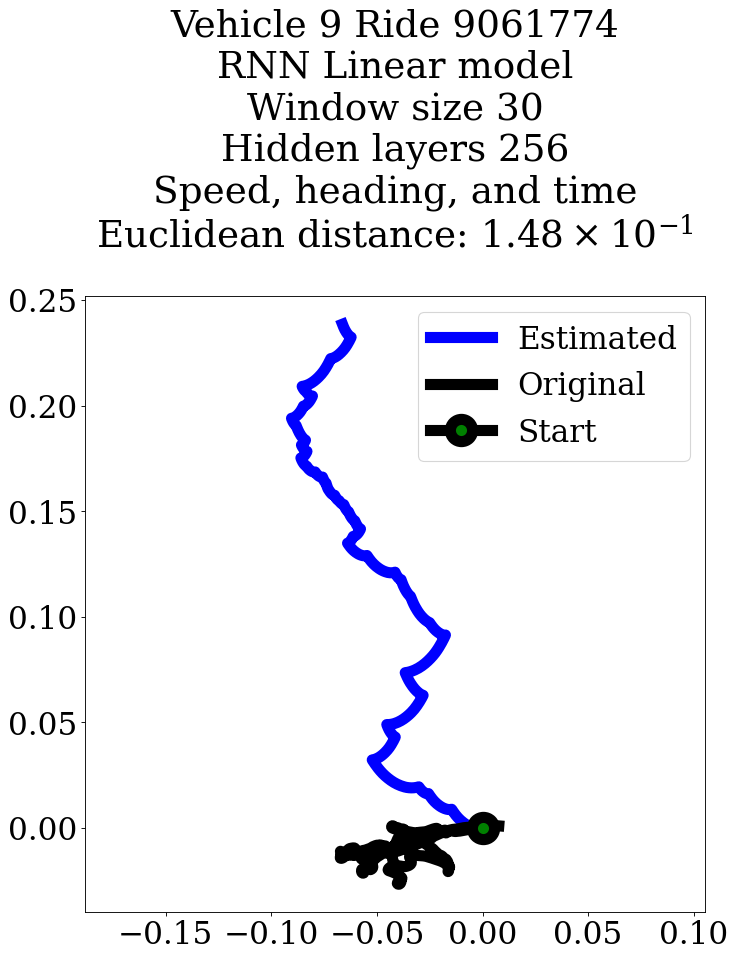 Vehicle 9 Ride 9061774
RNN Linear model
Window size 30
Hidden layers 256
Speed, heading, and time
Euclidean distance: 1.48 × 10⁻¹
0.25
0.20
0.15
0.10
0.05
0.00
Estimated
Original
Start
−0.15 −0.10 −0.05 0.00 0.05 0.10